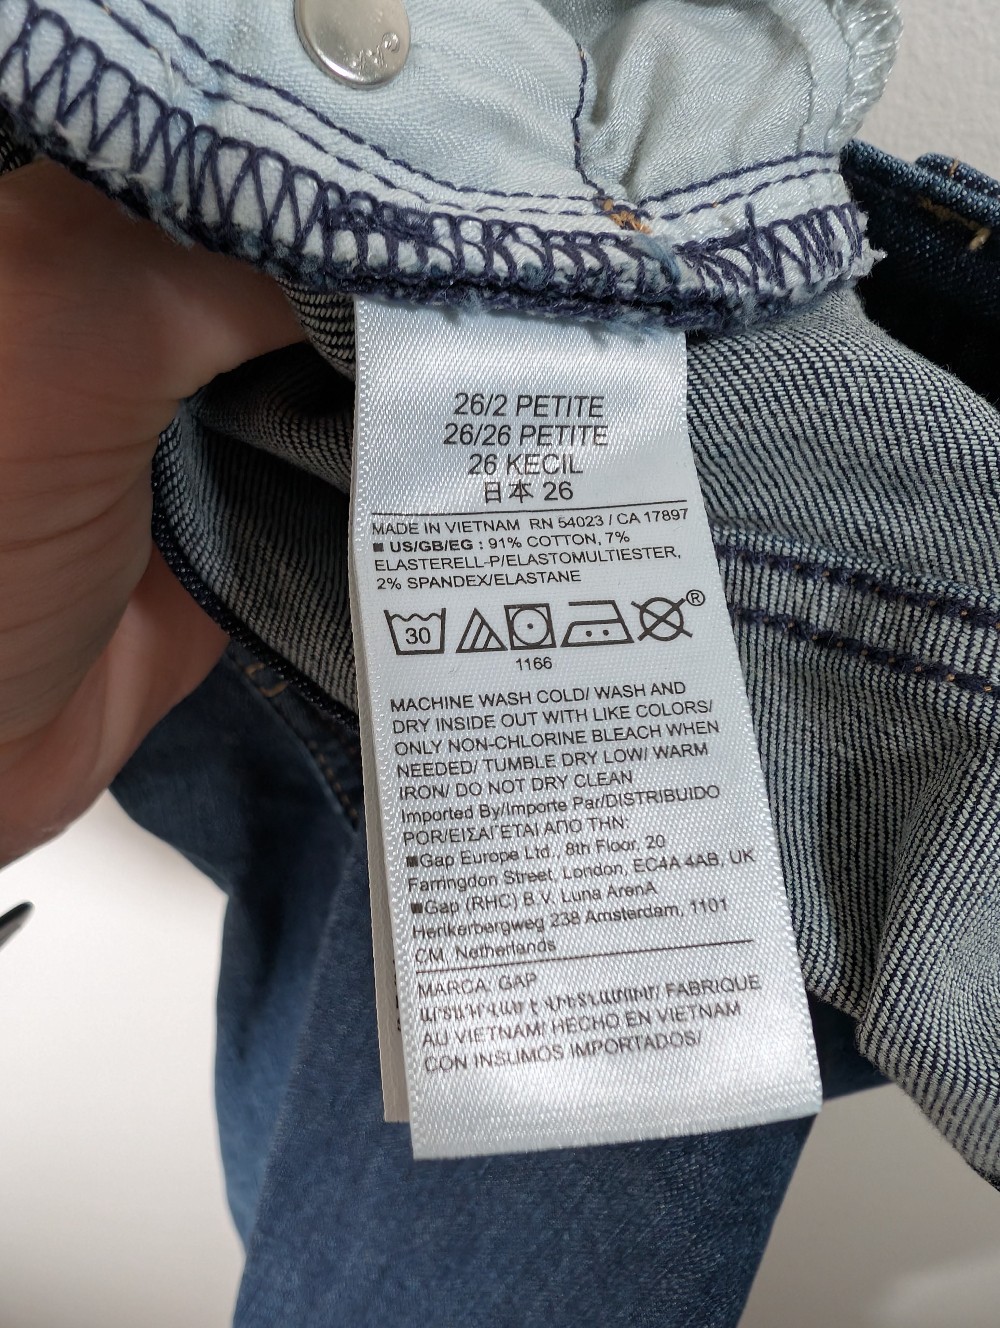 26/2 PETITE
26/26 PETITE
26 KECIL
日本 26
MADE IN VIETNAM RN 54023 / CA 17897
■ US/GB/EG : 91% COTTON, 7%
ELASTERELL-P/ELASTOMULTIESTER,
2% SPANDEX/ELASTANE
30
®
1166
MACHINE WASH COLD/ WASH AND
DRY INSIDE OUT WITH LIKE COLORS/
ONLY NON-CHLORINE BLEACH WHEN
NEEDED/ TUMBLE DRY LOW/ WARM
IRON/ DO NOT DRY CLEAN
Imported By/Importe Par/DISTRIBUIDO
POR/ΕΙΣΑΓΕΤΑΙ ΑΠΟ ΤΗΝ:
■Gap Europe Ltd., 8th Floor, 20
Farringdon Street, London, EC4A 4AB, UK
■Gap (RHC) B.V. Luna ArenA
Herikerbergweg 238 Amsterdam, 1101
CM, Netherlands
MARCA: GAP
FABRIQUE
AU VIETNAM/ HECHO EN VIETNAM
CON INSUMOS IMPORTADOS/